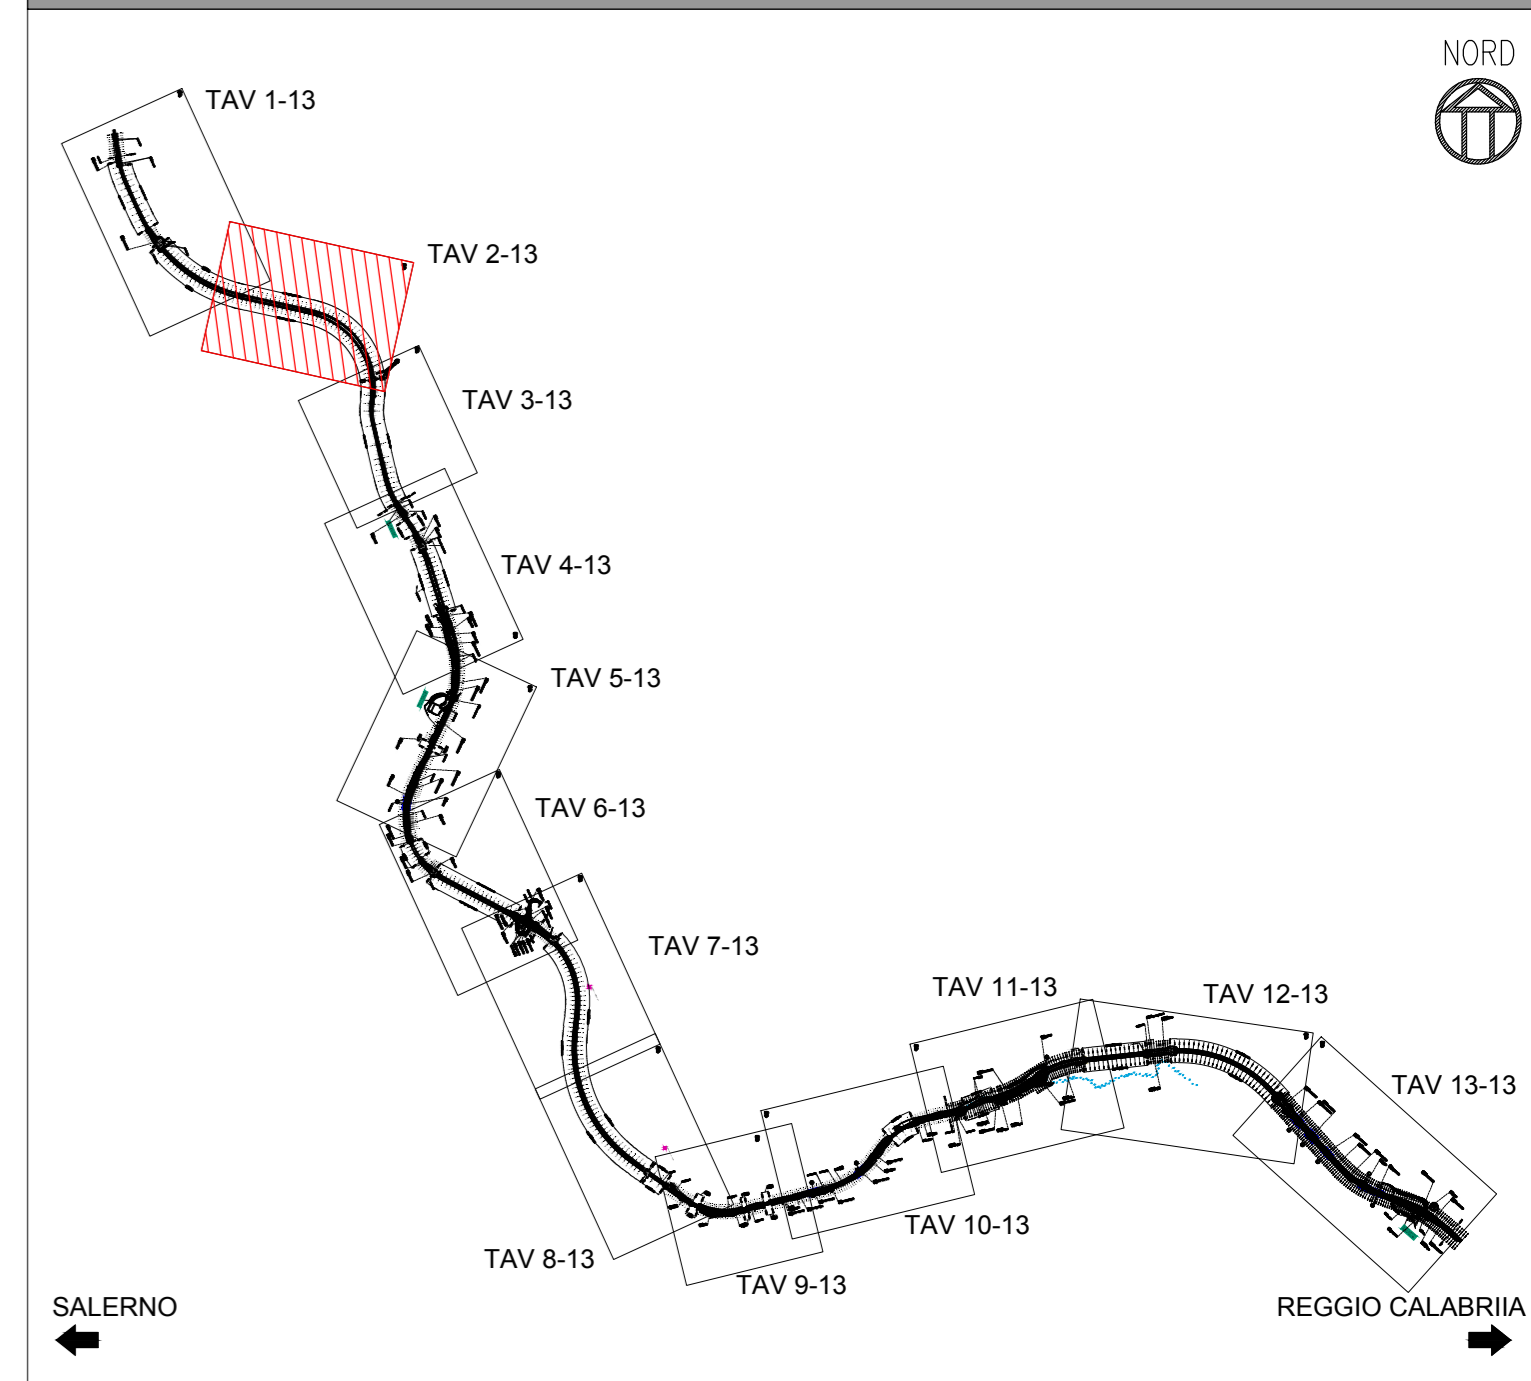 NORD
TAV 1-13
TAV 2-13
TAV 3-13
TAV 4-13
TAV 5-13
TAV 6-13
TAV 7-13
TAV 11-13
TAV 12-13
TAV 13-13
TAV 10-13
TAV 8-13
TAV 9-13
SALERNO
REGGIO CALABRIIA